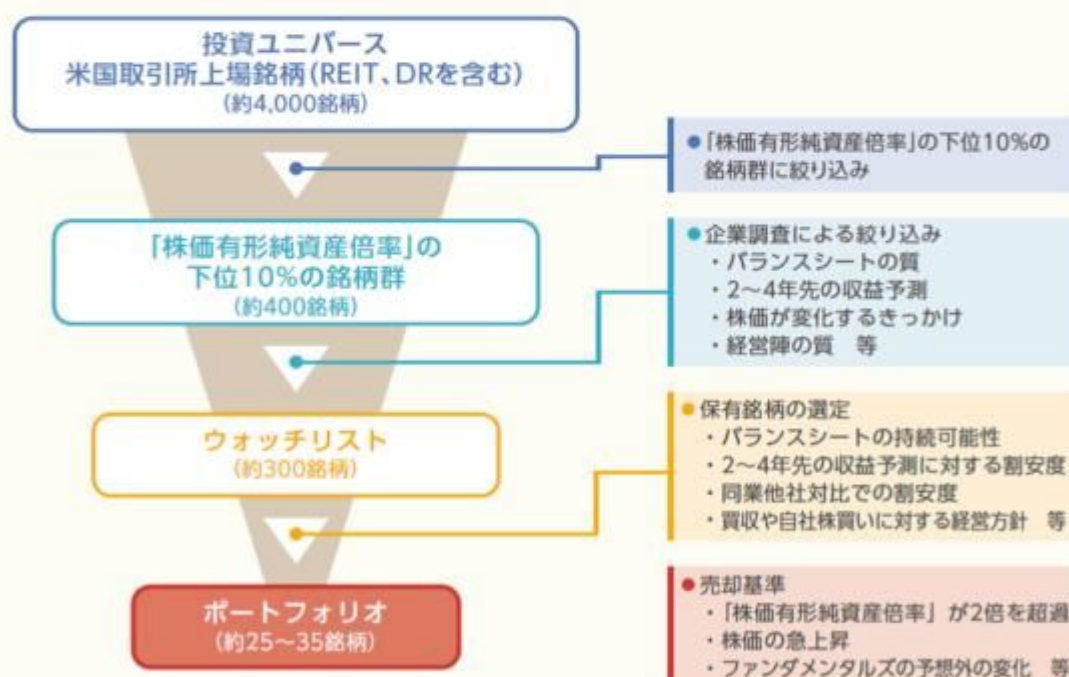 投資ユニバース
米国取引所上場銘柄(REIT、DRを含む)
(約4,000銘柄)
●「株価有形純資産倍率」の下位10%の
銘柄群に絞り込み
「株価有形純資産倍率」の
下位10%の銘柄群
(約400銘柄)
●企業調査による絞り込み
・バランスシートの質
・2～4年先の収益予測
・株価が変化するきっかけ
・経営陣の質　等
ウォッチリスト
(約300銘柄)
●保有銘柄の選定
・バランスシートの持続可能性
・2～4年先の収益予測に対する割安度
・同業他社対比での割安度
・買収や自社株買いに対する経営方針　等
ポートフォリオ
(約25～35銘柄)
●売却基準
・「株価有形純資産倍率」が2倍を超過
・株価の急上昇
・ファンダメンタルズの予想外の変化　等